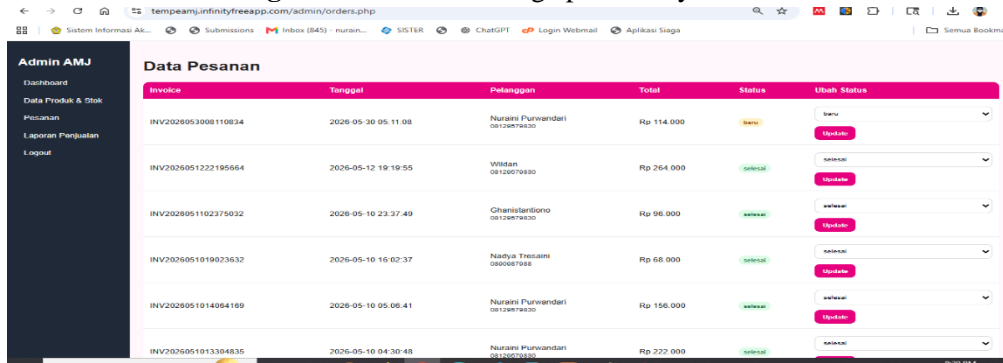 tempeamj.infinityfreeapp.com/admin/orders.php
Sistem Informasi Ak... Submissions Inbox (845) - nurain... SISTER ChatGPT Login Webmail Aplikasi Siaga Semua Bookma
Admin AMJ
Dashboard
Data Produk & Stok
Pesanan
Laporan Penjualan
Logout
Data Pesanan
Invoice Tanggal Pelanggan Total Status Ubah Status
INV2026053008110834 2026-05-30 05.11.08 Nuraini Purwandari Rp 114.000 baru baru
08129579830
Update
INV2026051222195664 2026-05-12 19:19:55 Wildan Rp 264.000 selesai selesai
08129579830
Update
INV2026051102375032 2026-05-10 23:37.49 Ghanistantiono Rp 96.000 selesai selesai
08129579830
Update
INV2026051019023632 2026-05-10 16:02:37 Nadya Tresaini Rp 68.000 selesai selesai
Update
INV2026051014064169 2026-05-10 05.06.41 Nuraini Purwandari Rp 156.000 selesai selesai
08129579830
Update
INV2026051013304835 2026-05-10 04:30:48 Nuraini Purwandari Rp 222.000 selesai selesai
08129579830